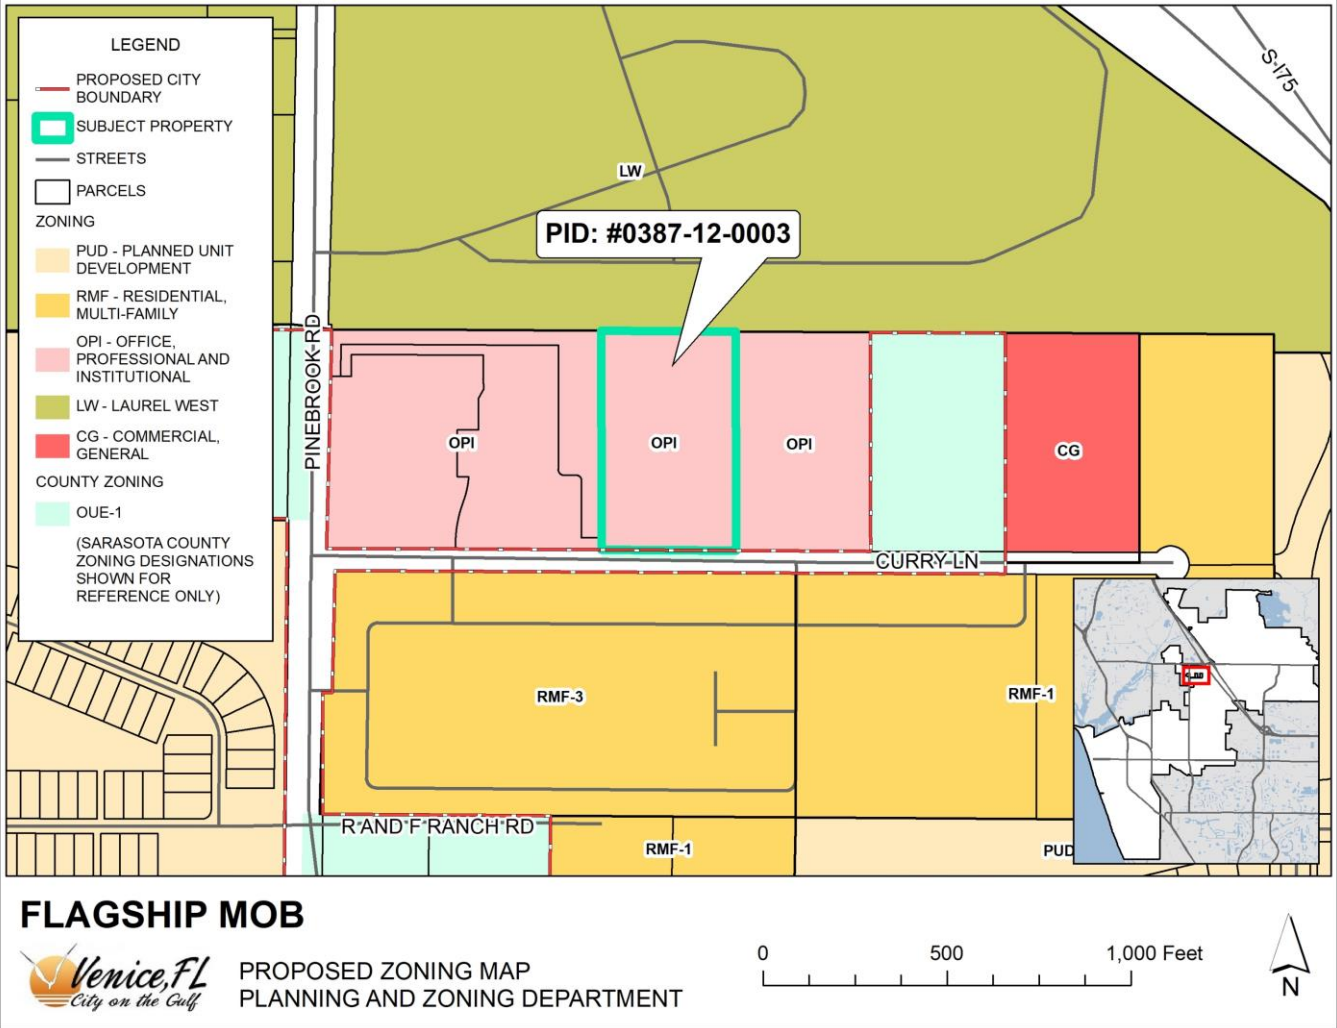 LEGEND
PROPOSED CITY
BOUNDARY
SUBJECT PROPERTY
STREETS
PARCELS
ZONING
PUD - PLANNED UNIT
DEVELOPMENT
RMF - RESIDENTIAL,
MULTI-FAMILY
OPI - OFFICE,
PROFESSIONAL AND
INSTITUTIONAL
LW - LAUREL WEST
CG - COMMERCIAL,
GENERAL
COUNTY ZONING
OUE-1
(SARASOTA COUNTY
ZONING DESIGNATIONS
SHOWN FOR
REFERENCE ONLY)
S-I75
LW
PID: #0387-12-0003
PINEBROOK RD
OPI
OPI
OPI
CG
CURRY LN
RMF-3
RMF-1
R AND F RANCH RD
RMF-1
PUD
FLAGSHIP MOB
Venice, FL
City on the Gulf
PROPOSED ZONING MAP
PLANNING AND ZONING DEPARTMENT
0 500 1,000 Feet
N